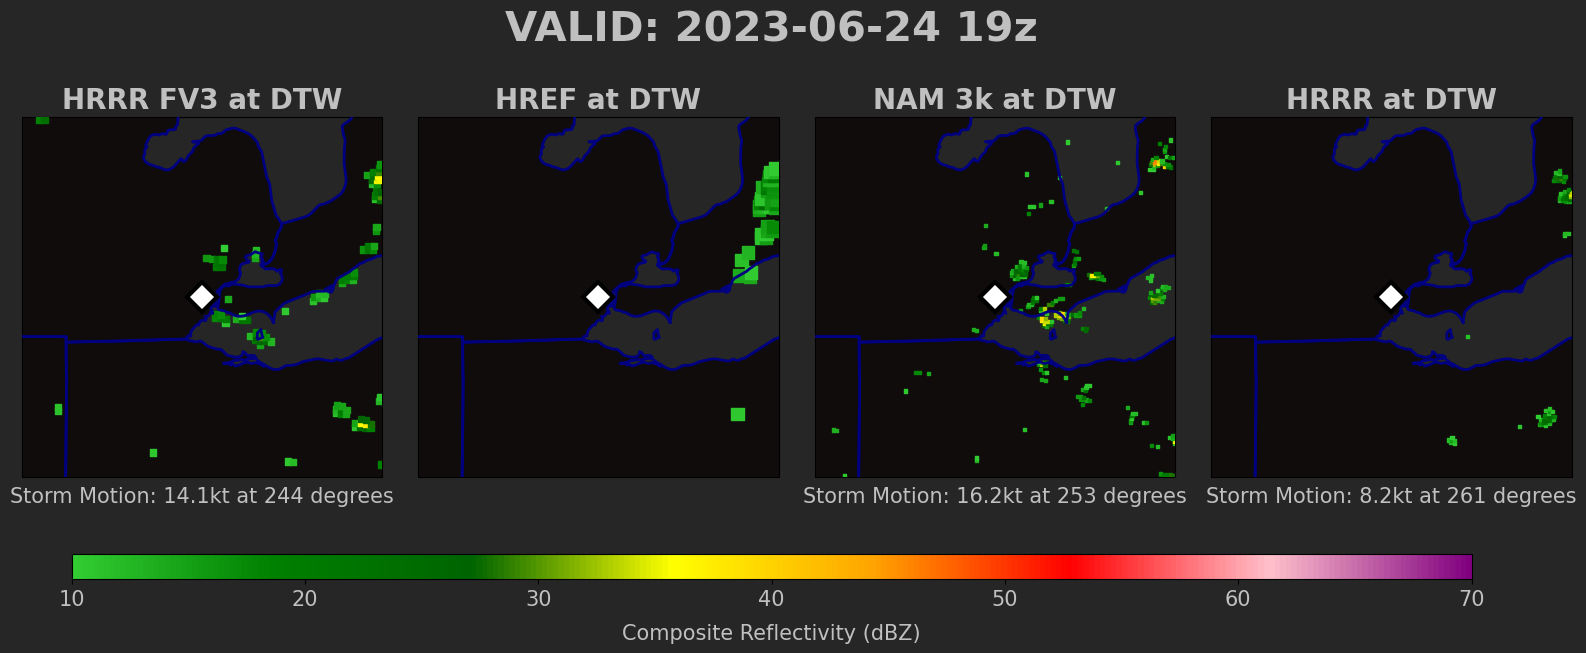 VALID: 2023-06-24 19z
HRRR FV3 at DTW
HREF at DTW
NAM 3k at DTW
HRRR at DTW
Storm Motion: 14.1kt at 244 degrees
Storm Motion: 16.2kt at 253 degrees
Storm Motion: 8.2kt at 261 degrees
10 20 30 40 50 60 70
Composite Reflectivity (dBZ)